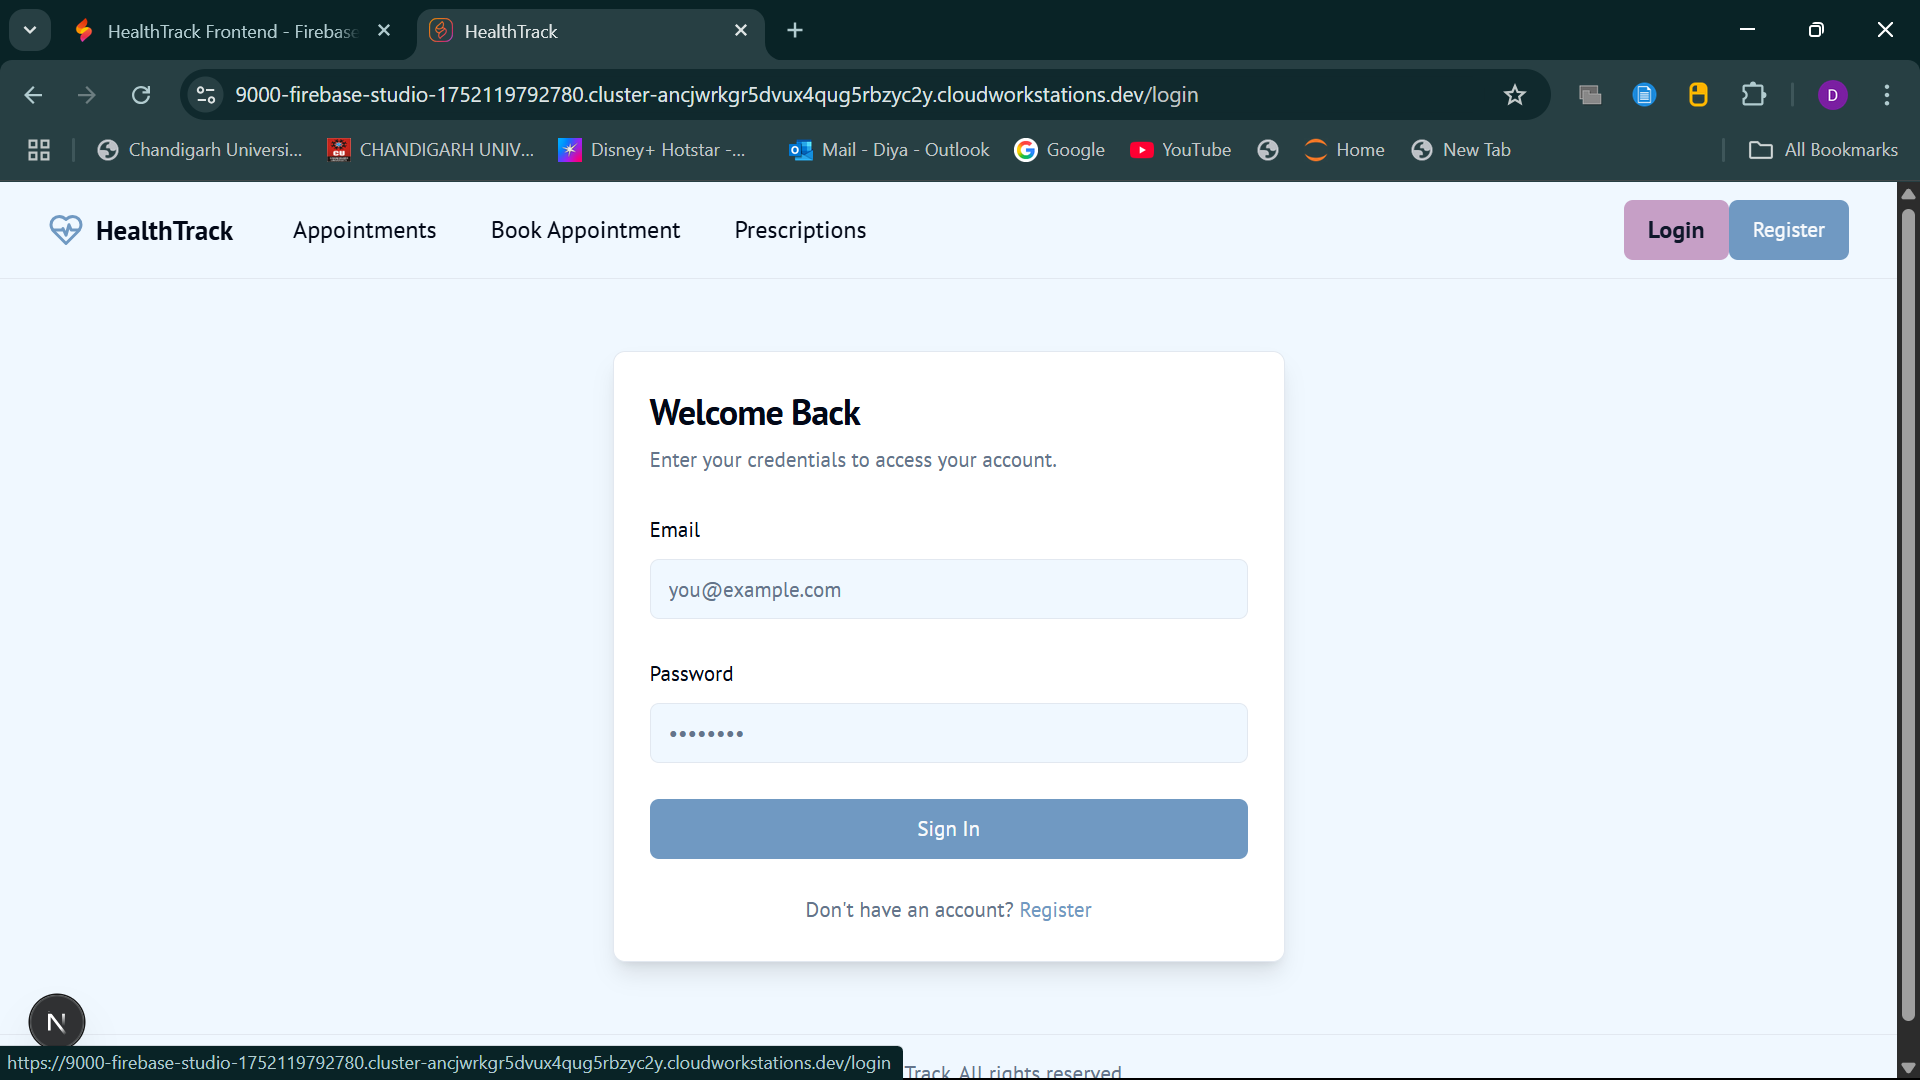 HealthTrack Frontend - Firebase
HealthTrack
9000-firebase-studio-1752119792780.cluster-ancjwrkgr5dvux4qug5rbzyc2y.cloudworkstations.dev/login
D
Chandigarh Universi...
CHANDIGARH UNIV...
Disney+ Hotstar -...
Mail - Diya - Outlook
Google
YouTube
Home
New Tab
All Bookmarks
HealthTrack
Appointments
Book Appointment
Prescriptions
Login
Register
Welcome Back
Enter your credentials to access your account.
Email
you@example.com
Password
••••••••
Sign In
Don't have an account? Register
N
https://9000-firebase-studio-1752119792780.cluster-ancjwrkgr5dvux4qug5rbzyc2y.cloudworkstations.dev/login
Track. All rights reserved.